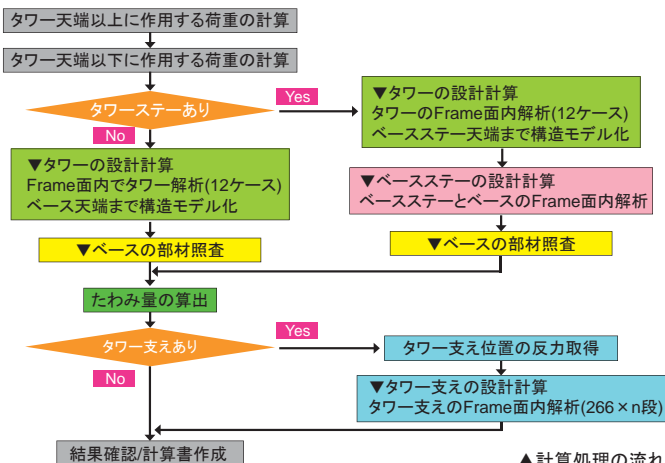 タワー天端以上に作用する荷重の計算
タワー天端以下に作用する荷重の計算
タワーステーあり
Yes
No
▼タワーの設計計算
タワーのFrame面内解析(12ケース)
ベースステー天端まで構造モデル化
▼タワーの設計計算
Frame面内でタワー解析(12ケース)
ベース天端まで構造モデル化
▼ベースステーの設計計算
ベースステーとベースのFrame面内解析
▼ベースの部材照査
▼ベースの部材照査
たわみ量の算出
タワー支えあり
Yes
No
タワー支え位置の反力取得
▼タワー支えの設計計算
タワー支えのFrame面内解析(266×n段)
結果確認/計算書作成
▲計算処理の流れ